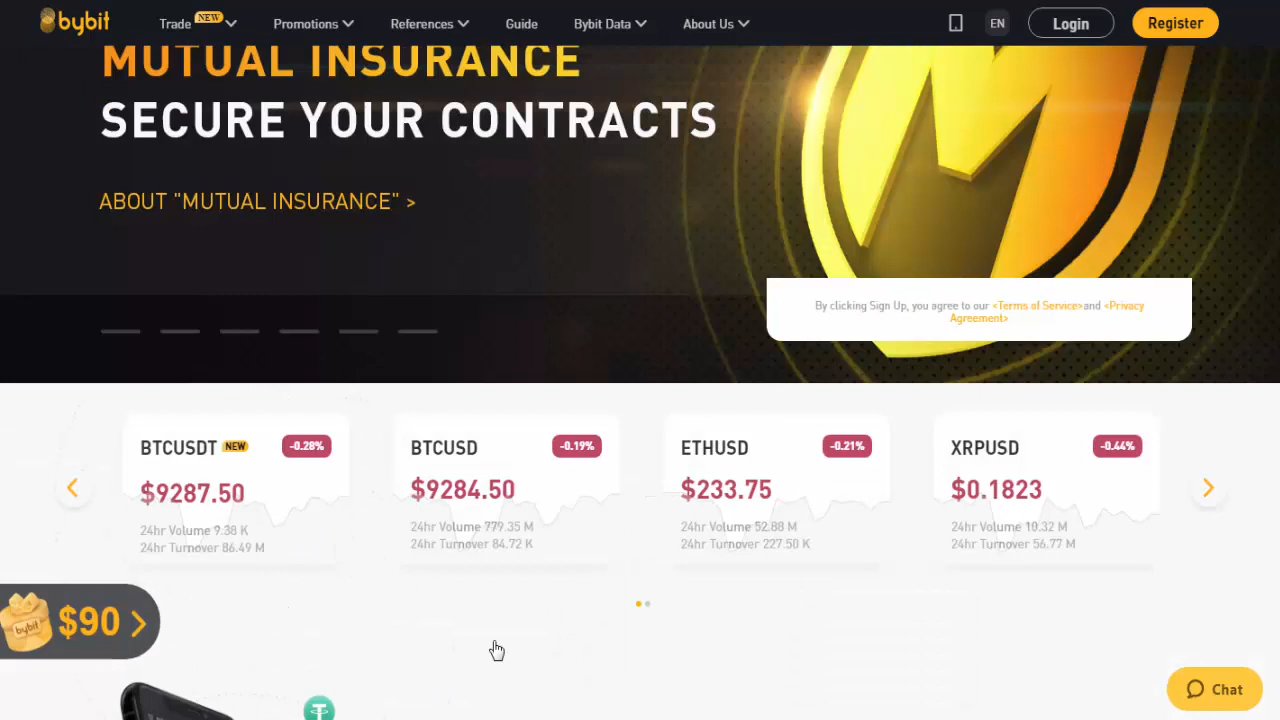 bybit
Trade NEW
Promotions
References
Guide
Bybit Data
About Us
EN
Login
Register
MUTUAL INSURANCE
SECURE YOUR CONTRACTS
ABOUT "MUTUAL INSURANCE" >
By clicking Sign Up, you agree to our <Terms of Service>and <Privacy
Agreement>
BTCUSDT NEW -0.28%
$9287.50
24hr Volume 9.38 K
24hr Turnover 86.49 M
BTCUSD -0.19%
$9284.50
24hr Volume 779.35 M
24hr Turnover 84.72 K
ETHUSD -0.21%
$233.75
24hr Volume 52.88 M
24hr Turnover 227.50 K
XRPUSD -0.44%
$0.1823
24hr Volume 10.32 M
24hr Turnover 56.77 M
bybit
$90
Chat